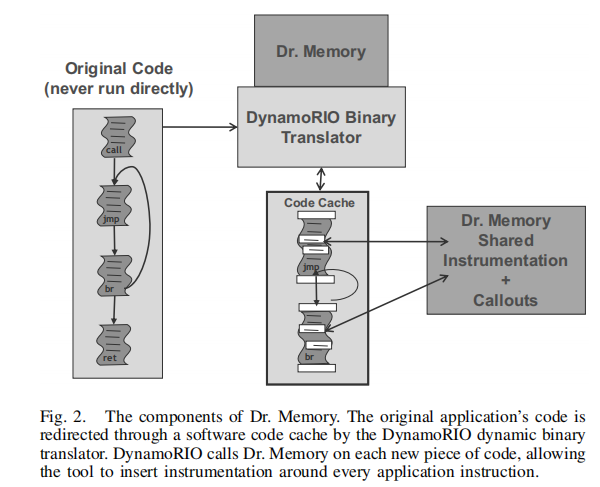 Dr. Memory
Original Code
(never run directly)
DynamoRIO Binary
Translator
call
jmp
br
ret
Code Cache
jmp
br
Dr. Memory
Shared
Instrumentation
+
Callouts
Fig. 2. The components of Dr. Memory. The original application's code is
redirected through a software code cache by the DynamoRIO dynamic binary
translator. DynamoRIO calls Dr. Memory on each new piece of code, allowing
the tool to insert instrumentation around every application instruction.